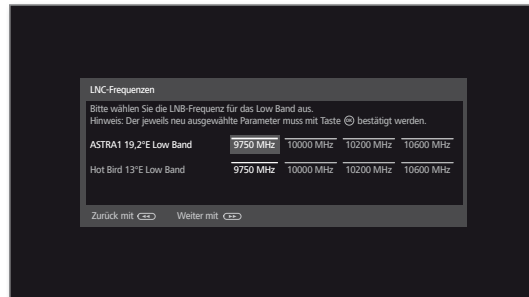 LNC-Frequenzen
Bitte wählen Sie die LNB-Frequenz für das Low Band aus.
Hinweis: Der jeweils neu ausgewählte Parameter muss mit Taste OK bestätigt werden.
ASTRA1 19,2°E Low Band 9750 MHz 10000 MHz 10200 MHz 10600 MHz
Hot Bird 13°E Low Band 9750 MHz 10000 MHz 10200 MHz 10600 MHz
Zurück mit Weiter mit